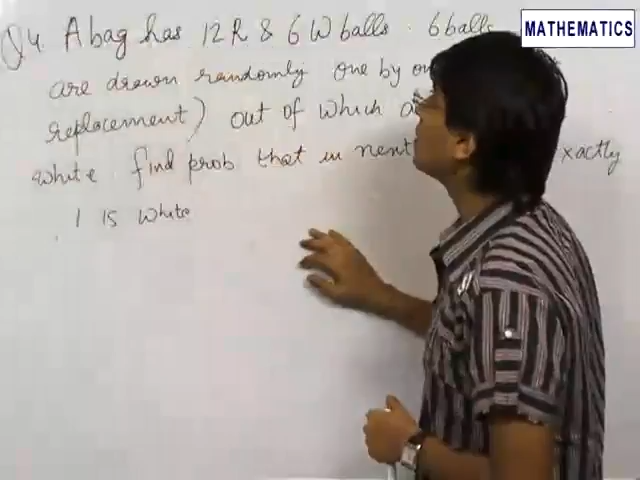 Q4. A bag has 12 R & 6 W balls. 6 balls
MATHEMATICS
are drawn randomly one by
replacement) out of which
white find prob that in next exactly
1 is white